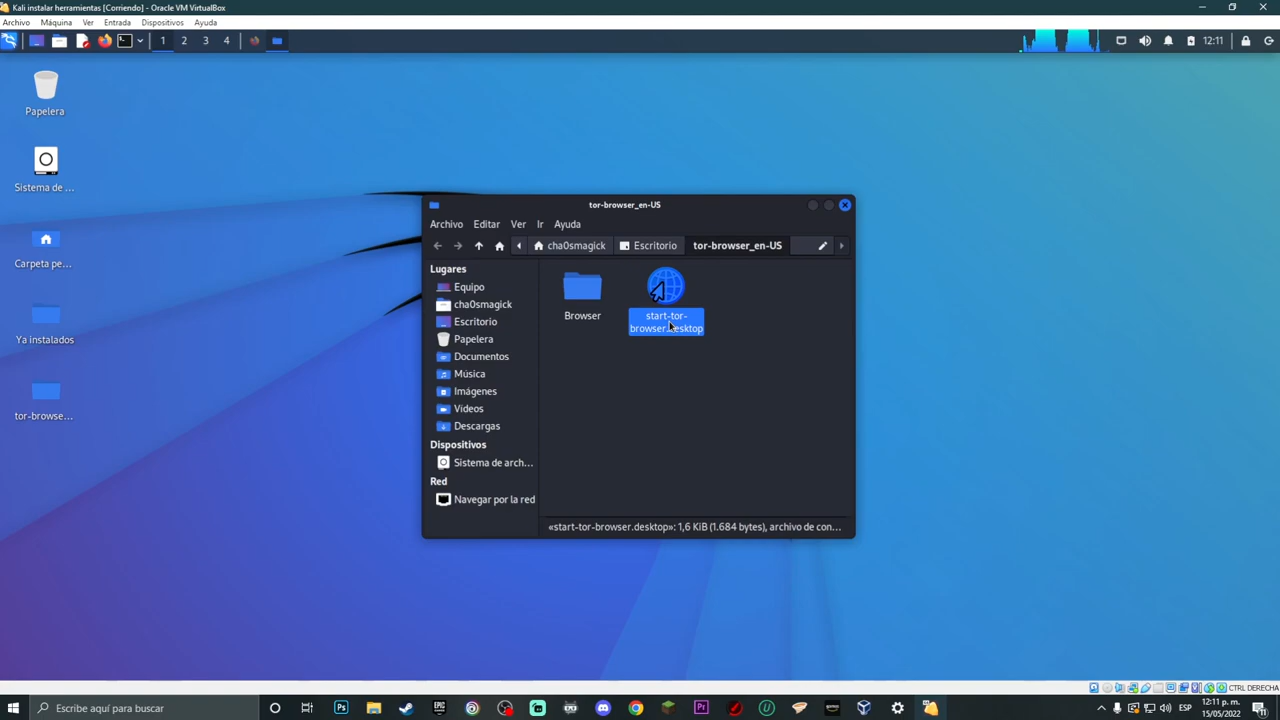 Kali instalar herramientas [Corriendo] - Oracle VM VirtualBox
Archivo Máquina Ver Entrada Dispositivos Ayuda
1 2 3 4 12:11
Papelera
Sistema de ...
Carpeta pe...
Ya instalados
tor-browse...
tor-browser_en-US
Archivo Editar Ver Ir Ayuda
cha0smagick Escritorio tor-browser_en-US
Lugares
Equipo
cha0smagick
Escritorio
Papelera
Documentos
Música
Imágenes
Vídeos
Descargas
Dispositivos
Sistema de arch...
Red
Navegar por la red
Browser
start-tor-
browser.desktop
«start-tor-browser.desktop»: 1,6 KiB (1.684 bytes), archivo de con...
CTRL DERECHA
Escribe aquí para buscar
Ps
Pr
ESP
12:11 p. m.
15/05/2022